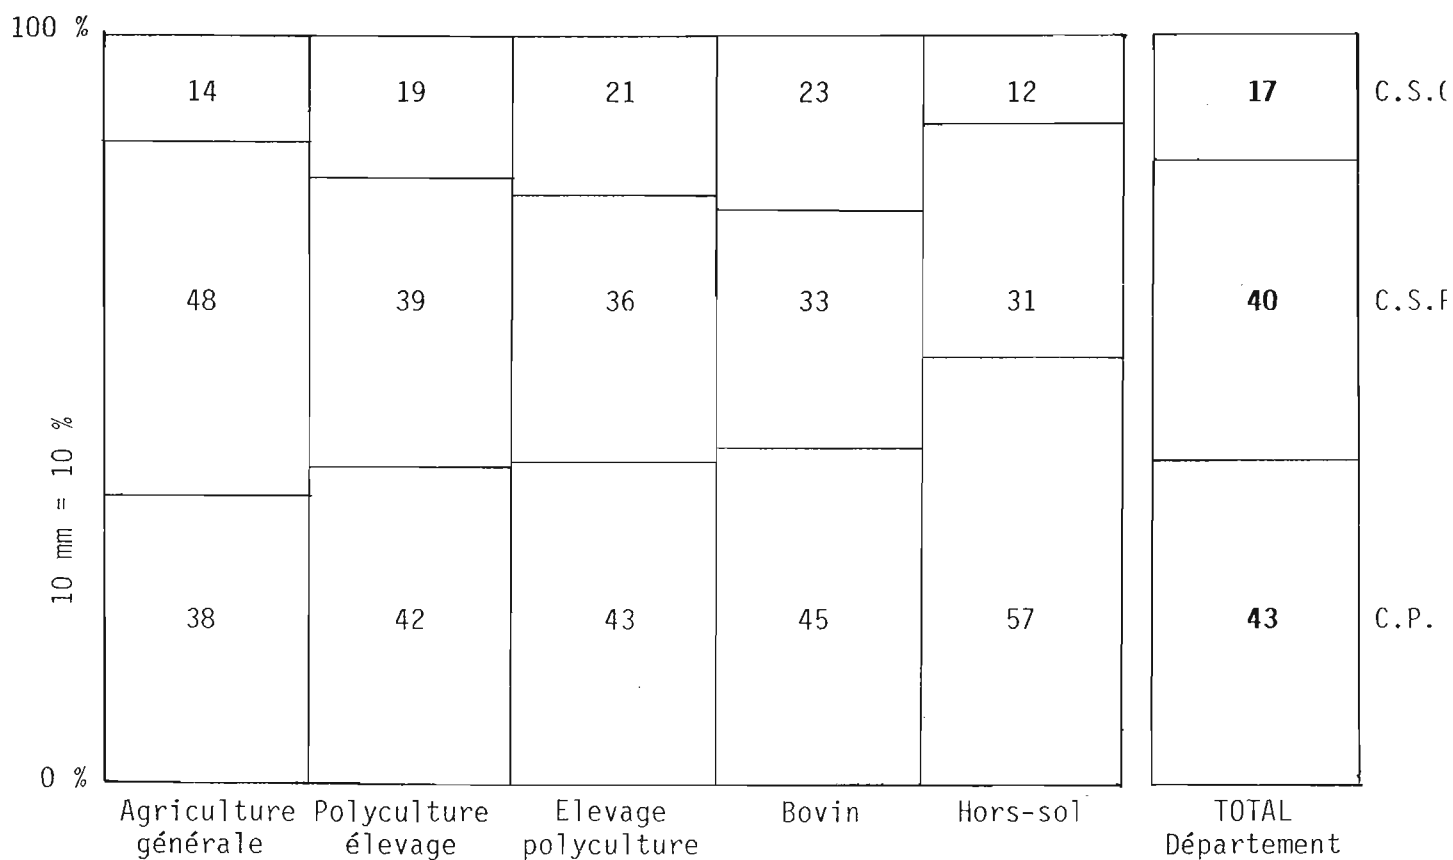 100 %
14 19 21 23 12 17
48 39 36 33 31 40 C.S.
10 mm = 10 %
38 42 43 45 57 43 C.P.
0 %
Agriculture Polyculture Elevage Bovin Hors-sol TOTAL
générale élevage polyculture Département